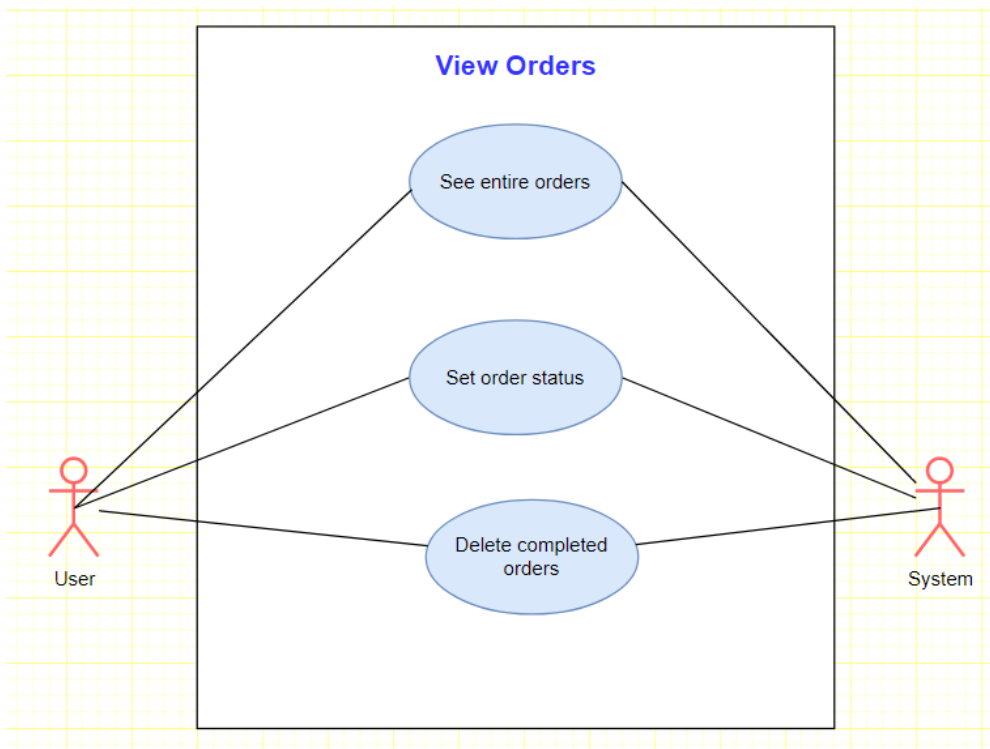 View Orders
See entire orders
Set order status
Delete completed
orders
User
System